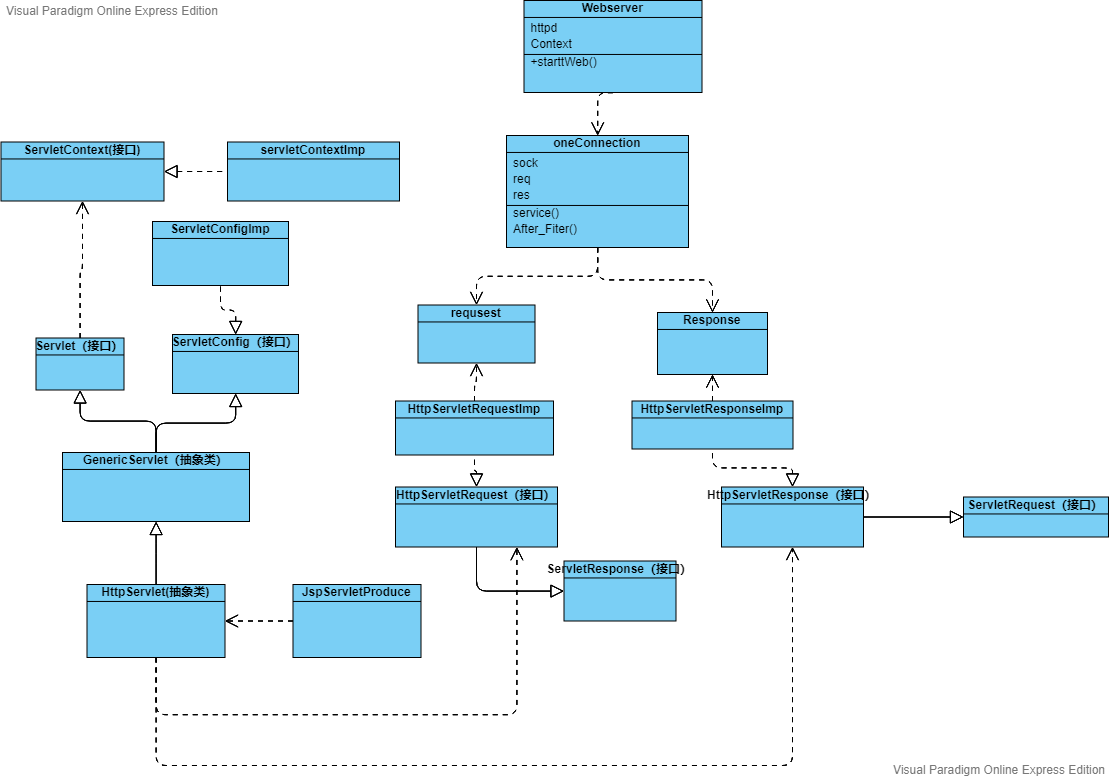 Visual Paradigm Online Express Edition
Webserver
httpd
Context
+starttWeb()
oneConnection
sock
req
res
service()
After_Fiter()
ServletContext(接口)
servletContextImp
ServletConfigImp
requsest
Response
Servlet（接口）
ServletConfig（接口）
HttpServletRequestImp
HttpServletResponseImp
GenericServlet（抽象类）
HttpServletRequest（接口）
HttpServletResponse（接口）
ServletRequest（接口）
ServletResponse（接口）
HttpServlet(抽象类)
JspServletProduce
Visual Paradigm Online Express Edition